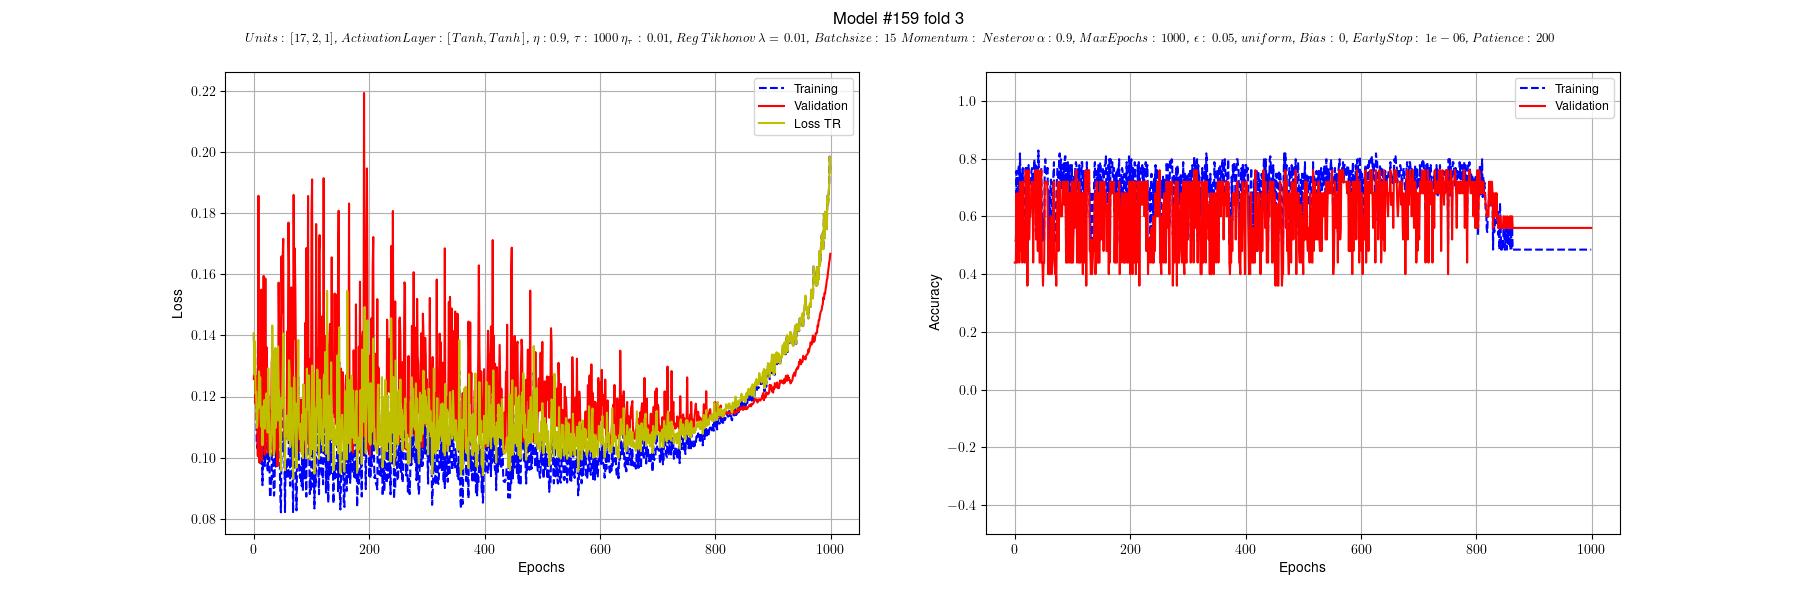 Model #159 fold 3
Units : [17, 2, 1], ActivationLayer : [Tanh, Tanh], η : 0.9, τ : 1000 ητ : 0.01, Reg Tikhonov λ = 0.01, Batchsize : 15 Momentum : Nesterov α : 0.9, MaxEpochs : 1000, ϵ : 0.05, uniform, Bias : 0, EarlyStop : 1e − 06, Patience : 200
Training
Validation
Loss TR
0.22
0.20
0.18
0.16
0.14
0.12
0.10
0.08
Loss
0 200 400 600 800 1000
Epochs
Training
Validation
1.0
0.8
0.6
0.4
0.2
0.0
−0.2
−0.4
Accuracy
0 200 400 600 800 1000
Epochs